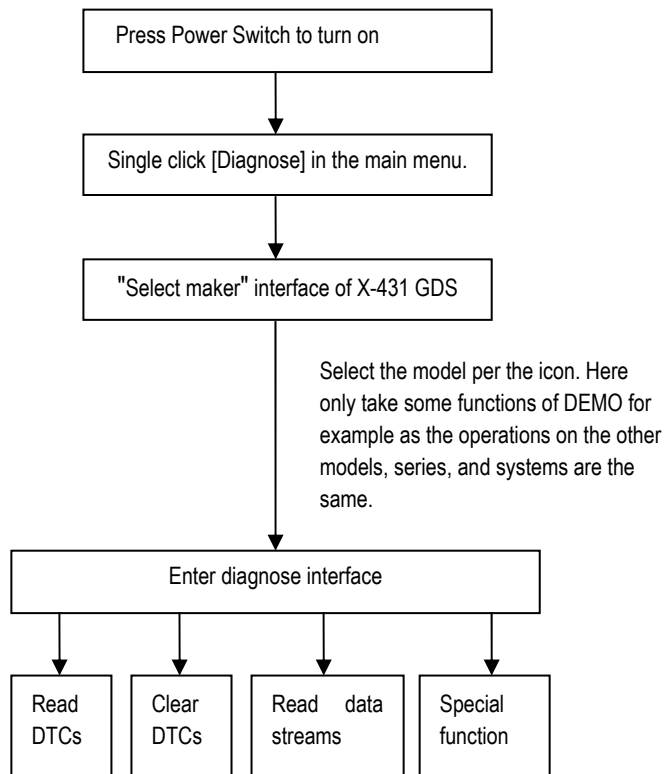 Press Power Switch to turn on
Single click [Diagnose] in the main menu.
"Select maker" interface of X-431 GDS
Select the model per the icon. Here
only take some functions of DEMO for
example as the operations on the other
models, series, and systems are the
same.
Enter diagnose interface
Read
DTCs
Clear
DTCs
Read data
streams
Special
function